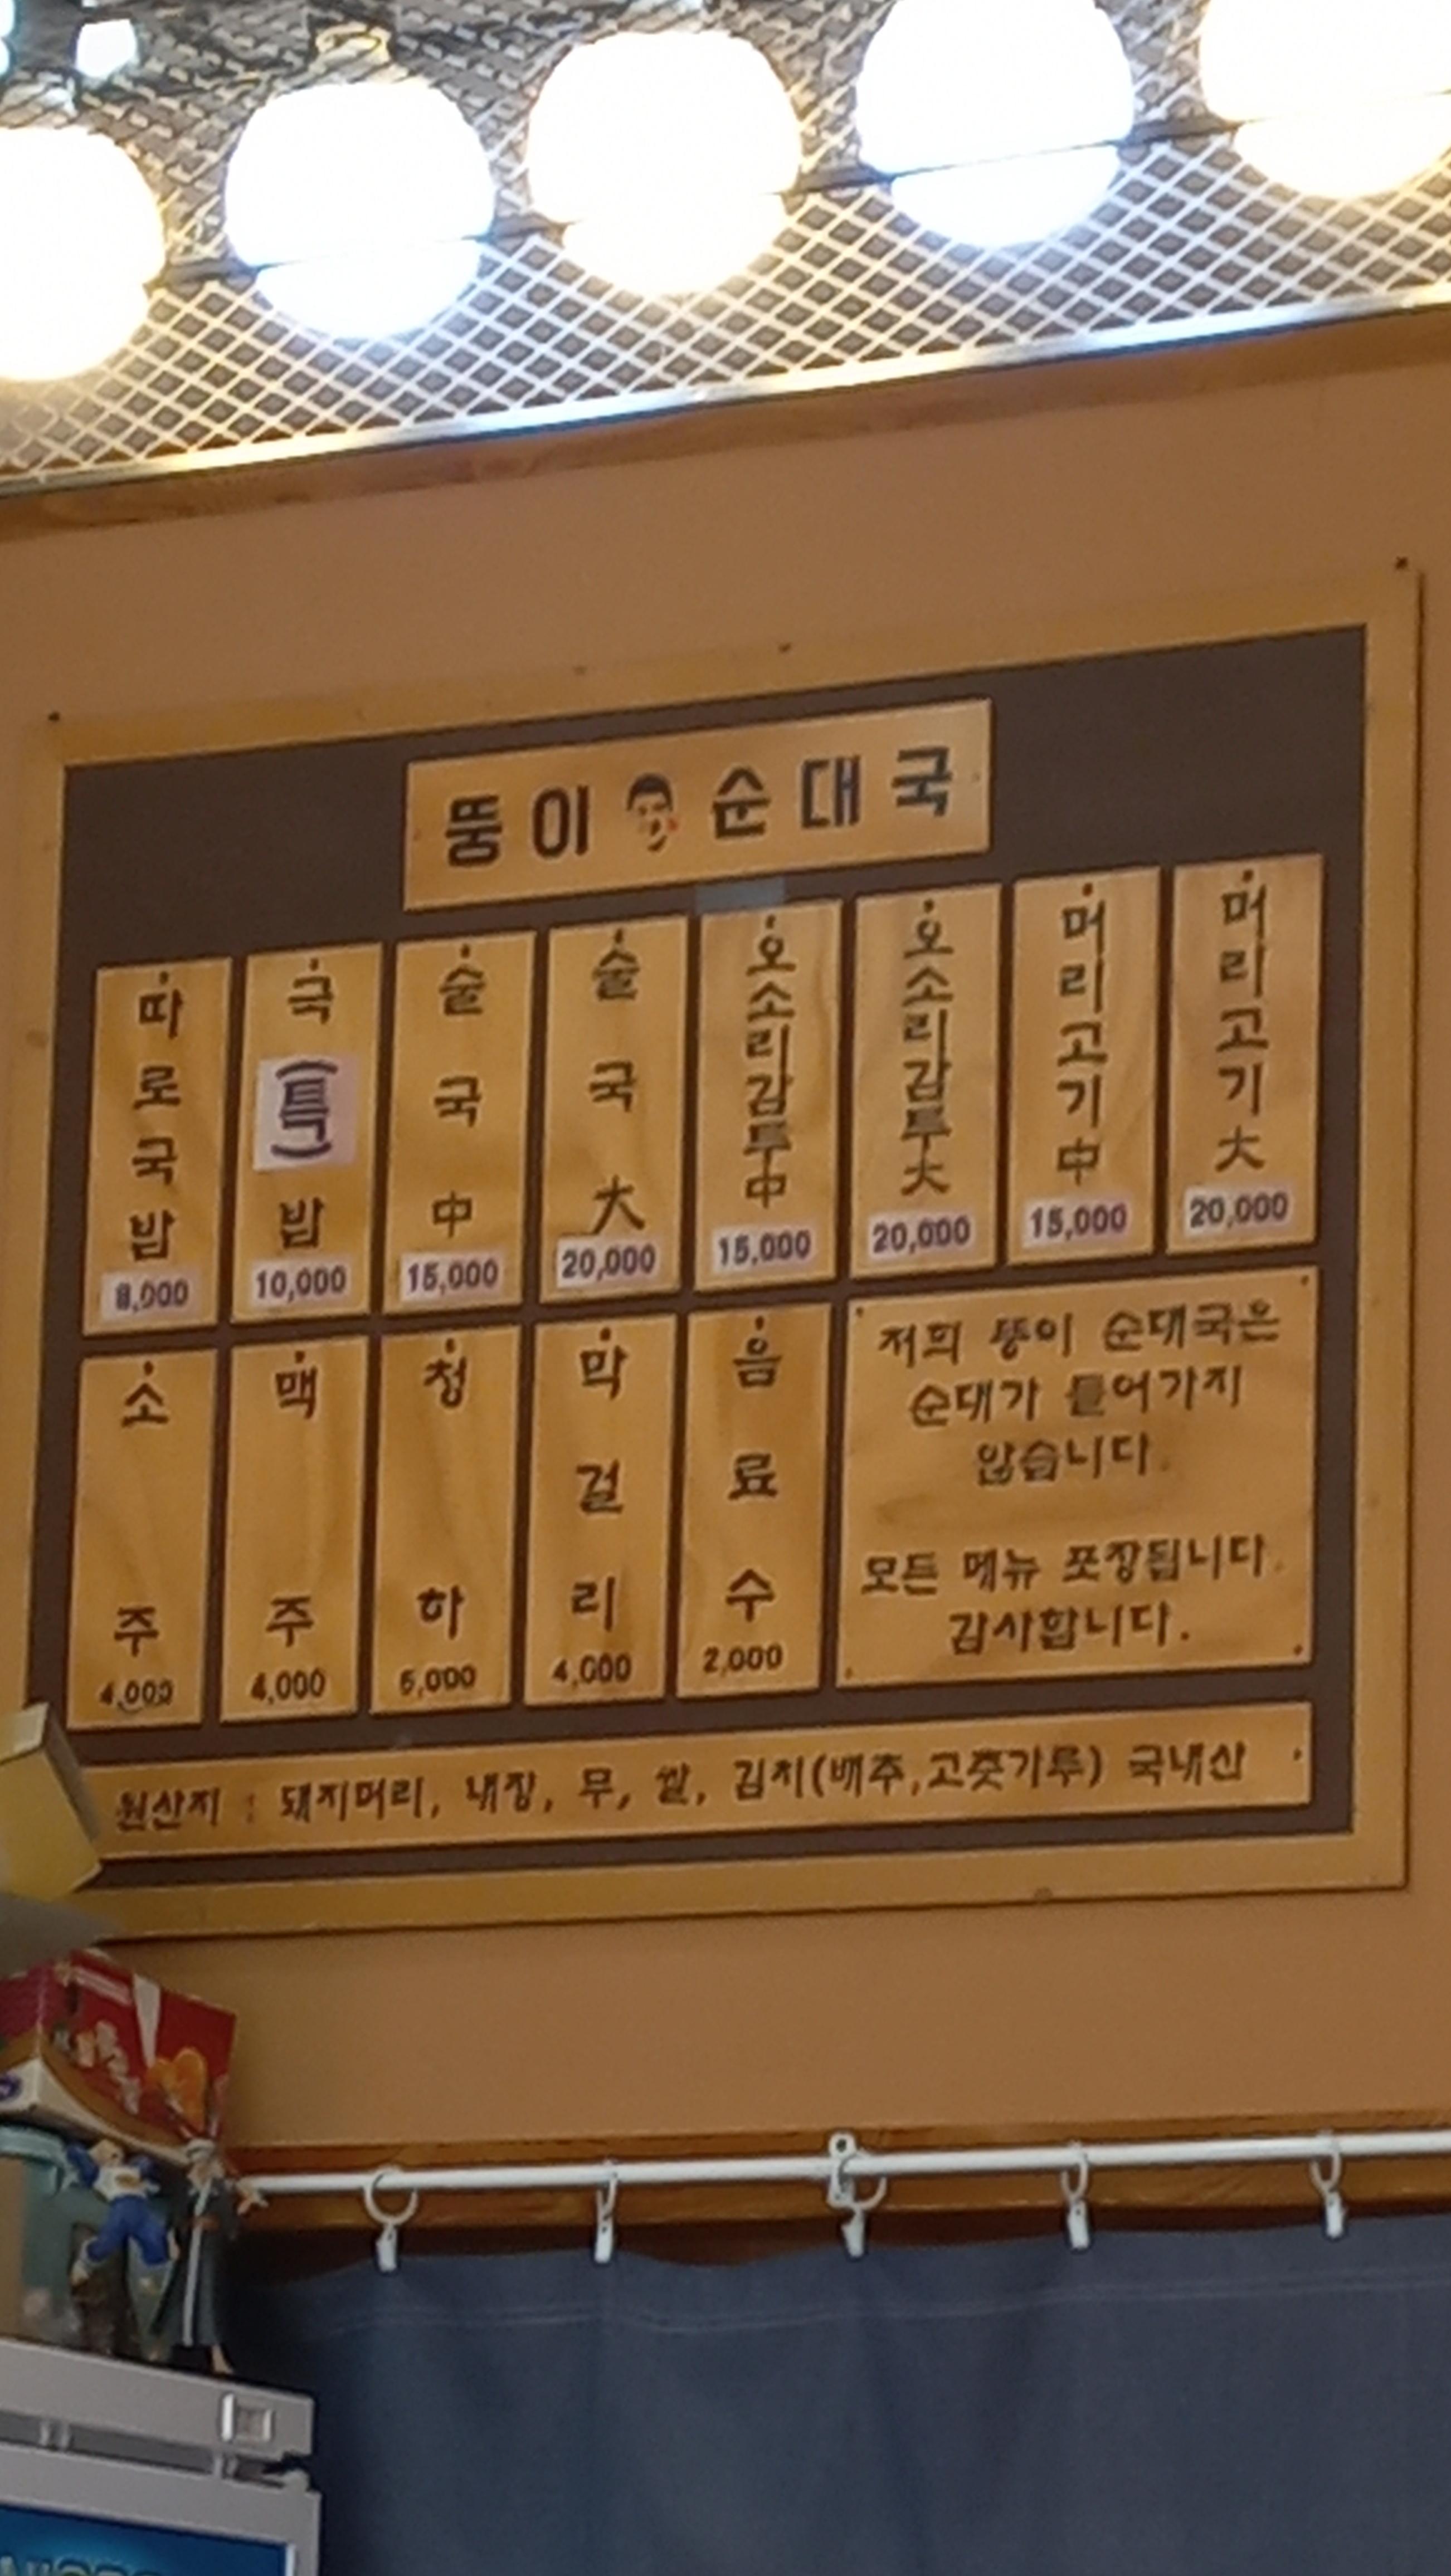 뚱이 순대국
따로국밥 8,000
국(특)밥 10,000
술국 中 15,000
술국 大 20,000
오소리감투 中 15,000
오소리감투 大 20,000
머리고기 中 15,000
머리고기 大 20,000
소주 4,000
맥주 4,000
청하 5,000
막걸리 4,000
음료수 2,000
저희 뚱이 순대국은
순대가 들어가지
않습니다.
모든 메뉴 포장됩니다.
감사합니다.
원산지 : 돼지머리, 내장, 무, 쌀, 김치(배추,고춧가루) 국내산